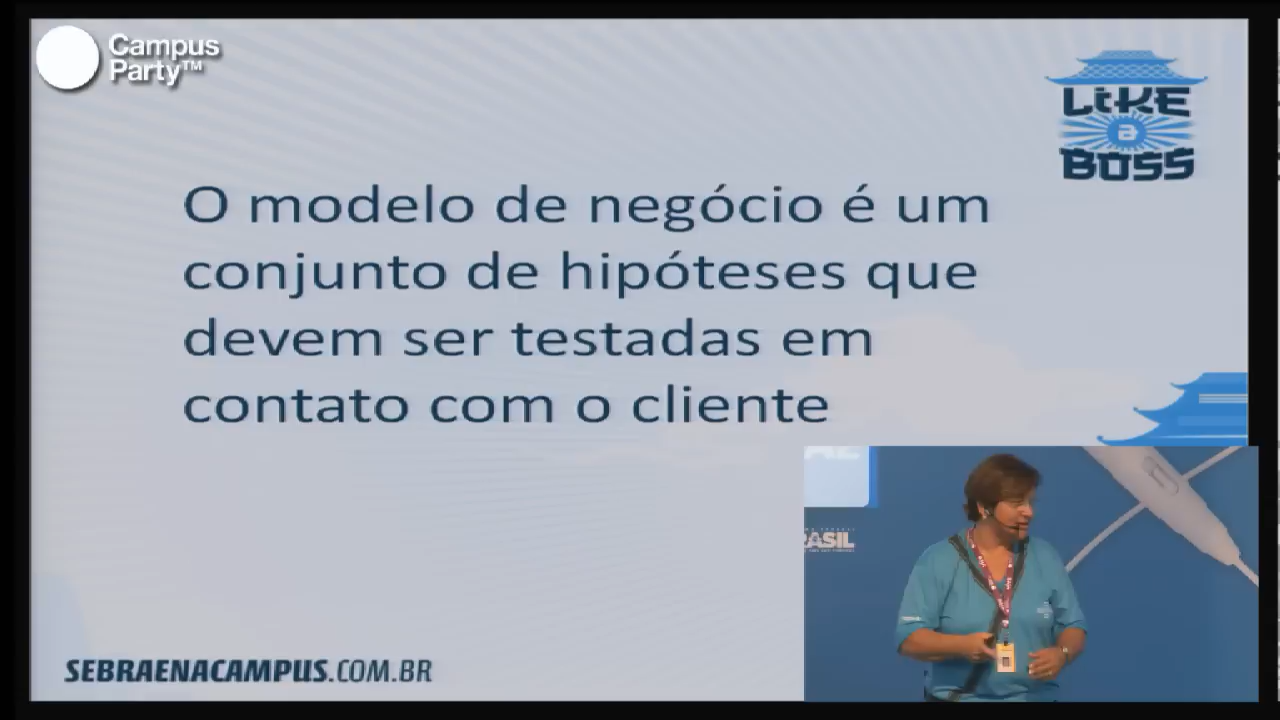 Campus
Party™
LIKE
a
BOSS
O modelo de negócio é um
conjunto de hipóteses que
devem ser testadas em
contato com o cliente
SEBRAENACAMPUS.COM.BR